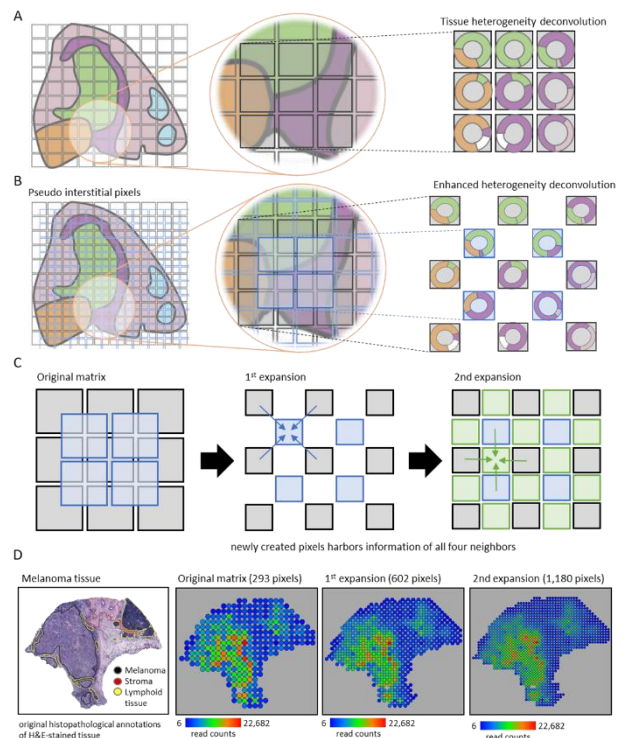 A
Tissue heterogeneity deconvolution
B
Pseudo interstitial pixels
Enhanced heterogeneity deconvolution
C
Original matrix
1st expansion
2nd expansion
newly created pixels harbors information of all four neighbors
D
Melanoma tissue
Original matrix (293 pixels)
1st expansion (602 pixels)
2nd expansion (1,180 pixels)
Melanoma
Stroma
Lymphoid
tissue
original histopathological annotations
of H&E-stained tissue
6 22,682
read counts
6 22,682
read counts
6 22,682
read counts